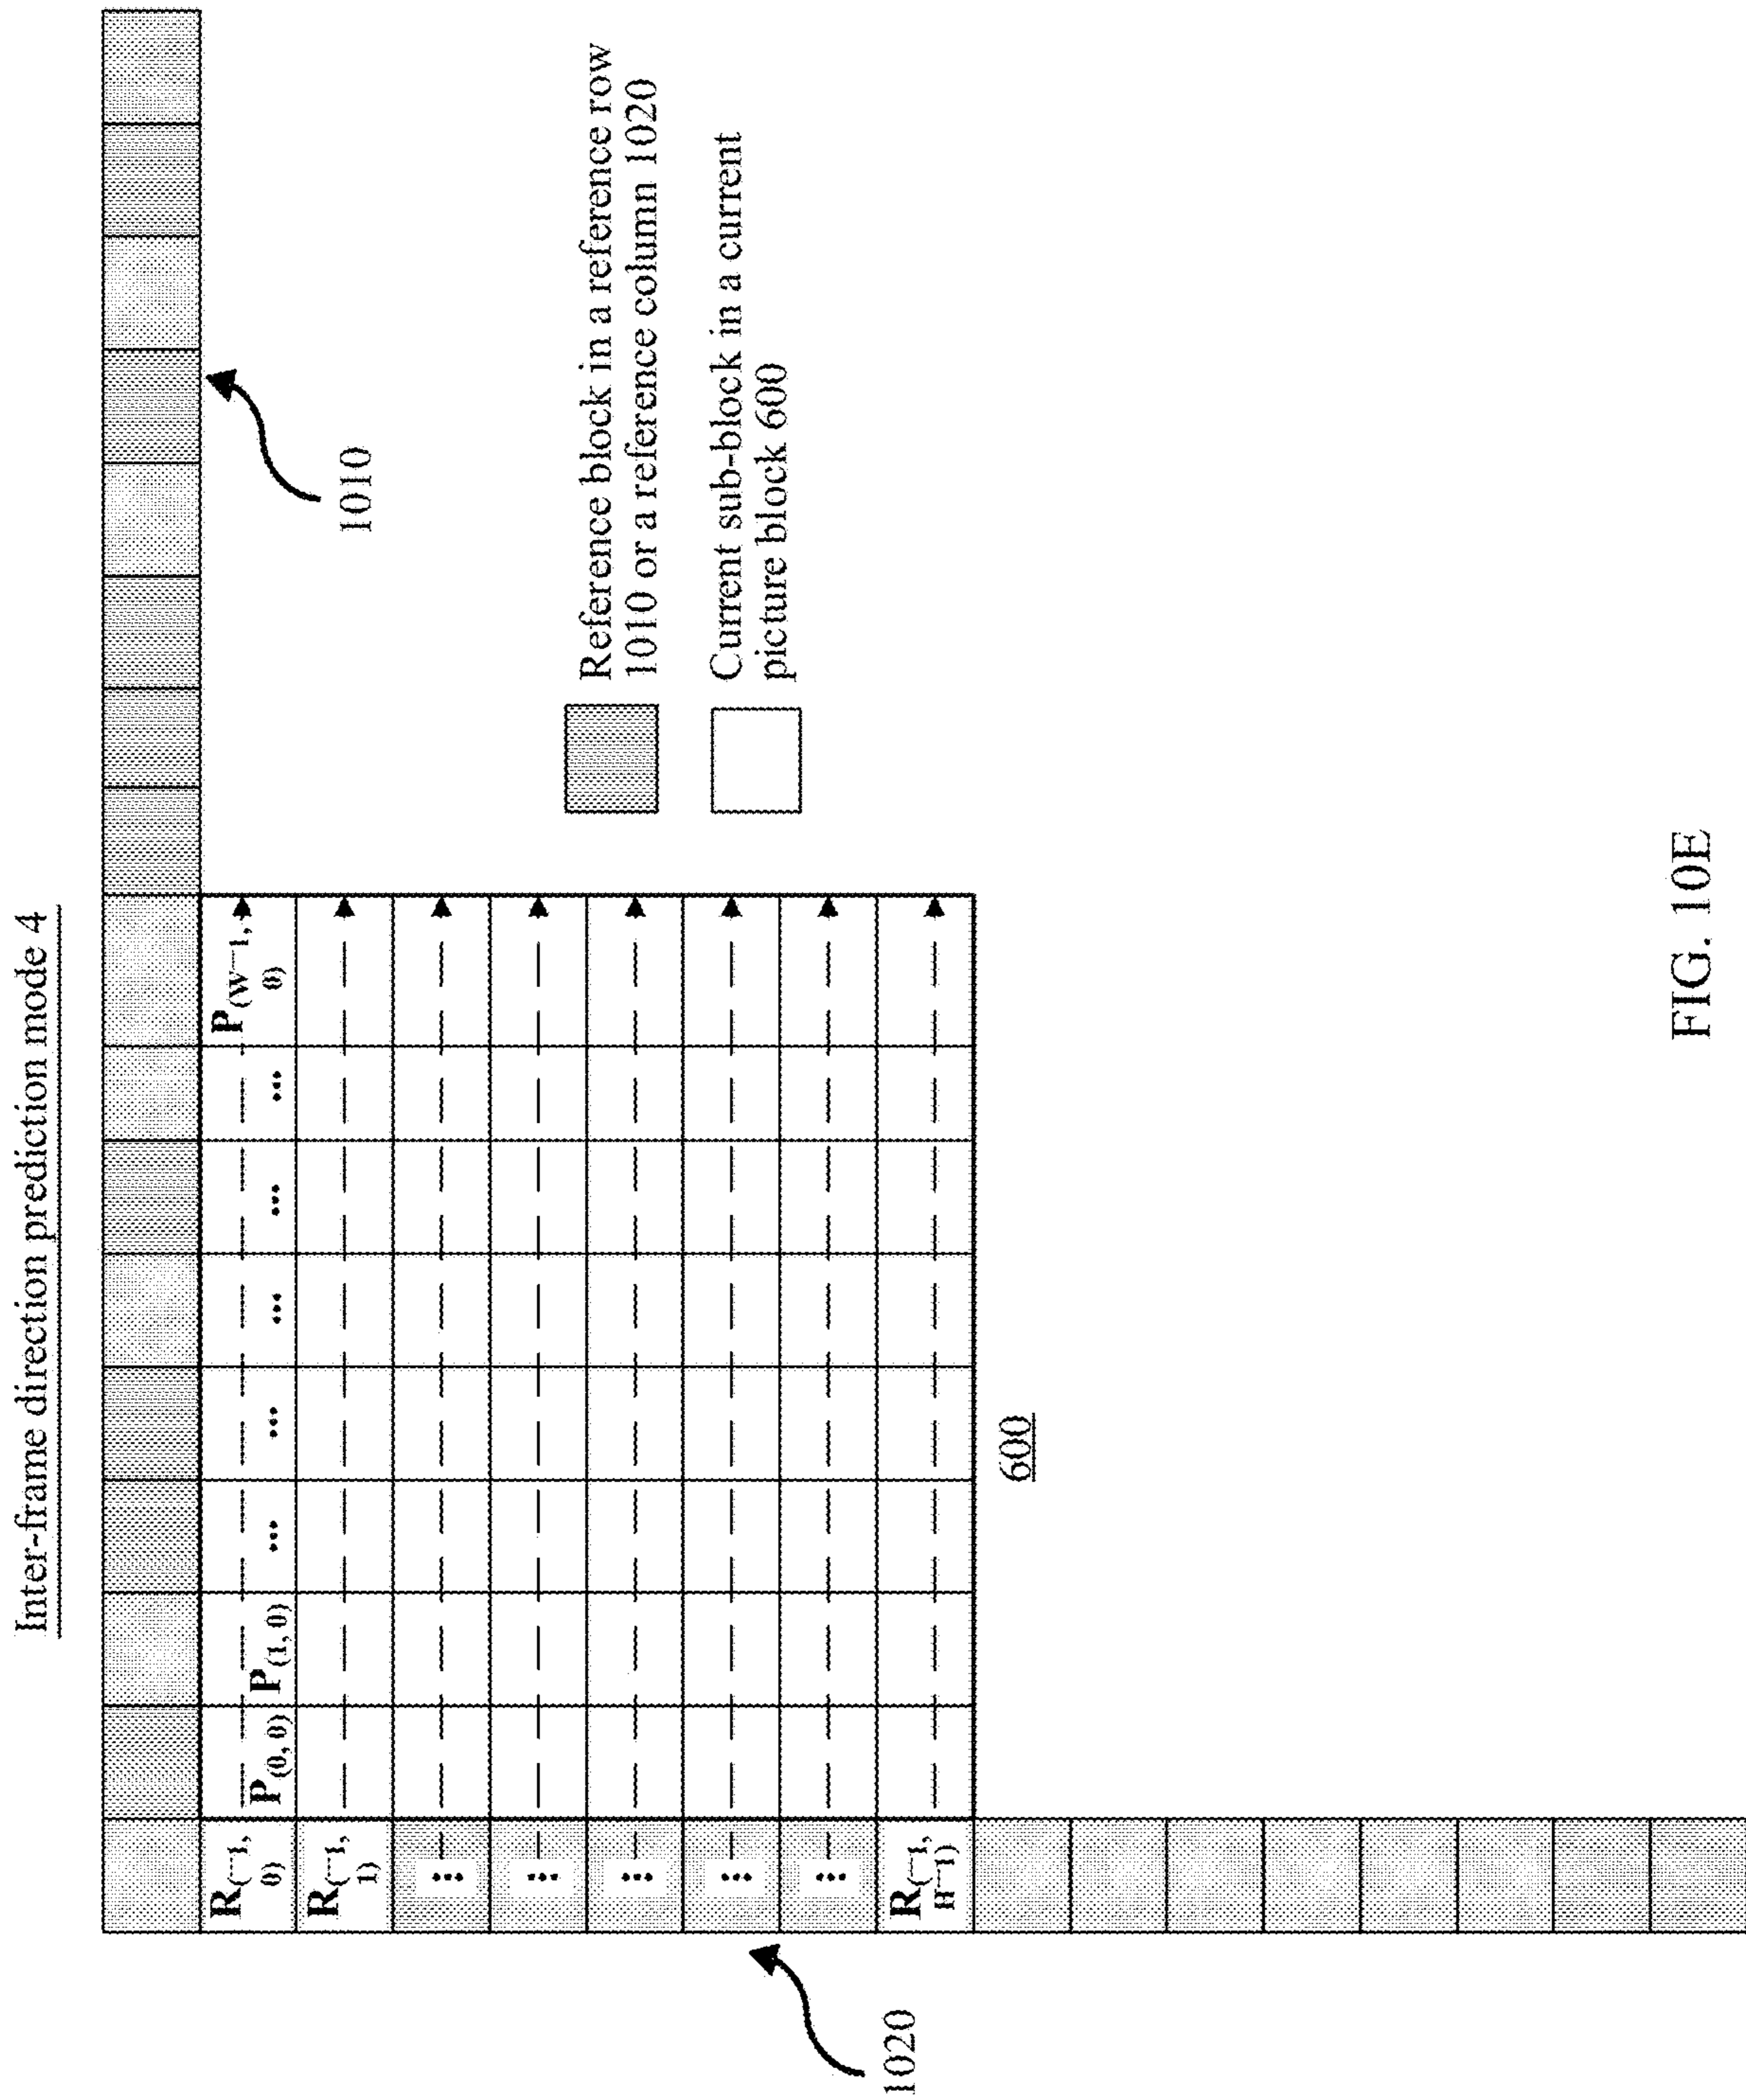 Inter-frame direction prediction mode 4
R(−1, 0)
P(0, 0)
P(1, 0)
...
...
...
...
...
P(W−1, 0)
R(−1, 1)
...
...
...
...
...
R(−1, H−1)
1010
1020
600
Reference block in a reference row
1010 or a reference column 1020
Current sub-block in a current
picture block 600
FIG. 10E